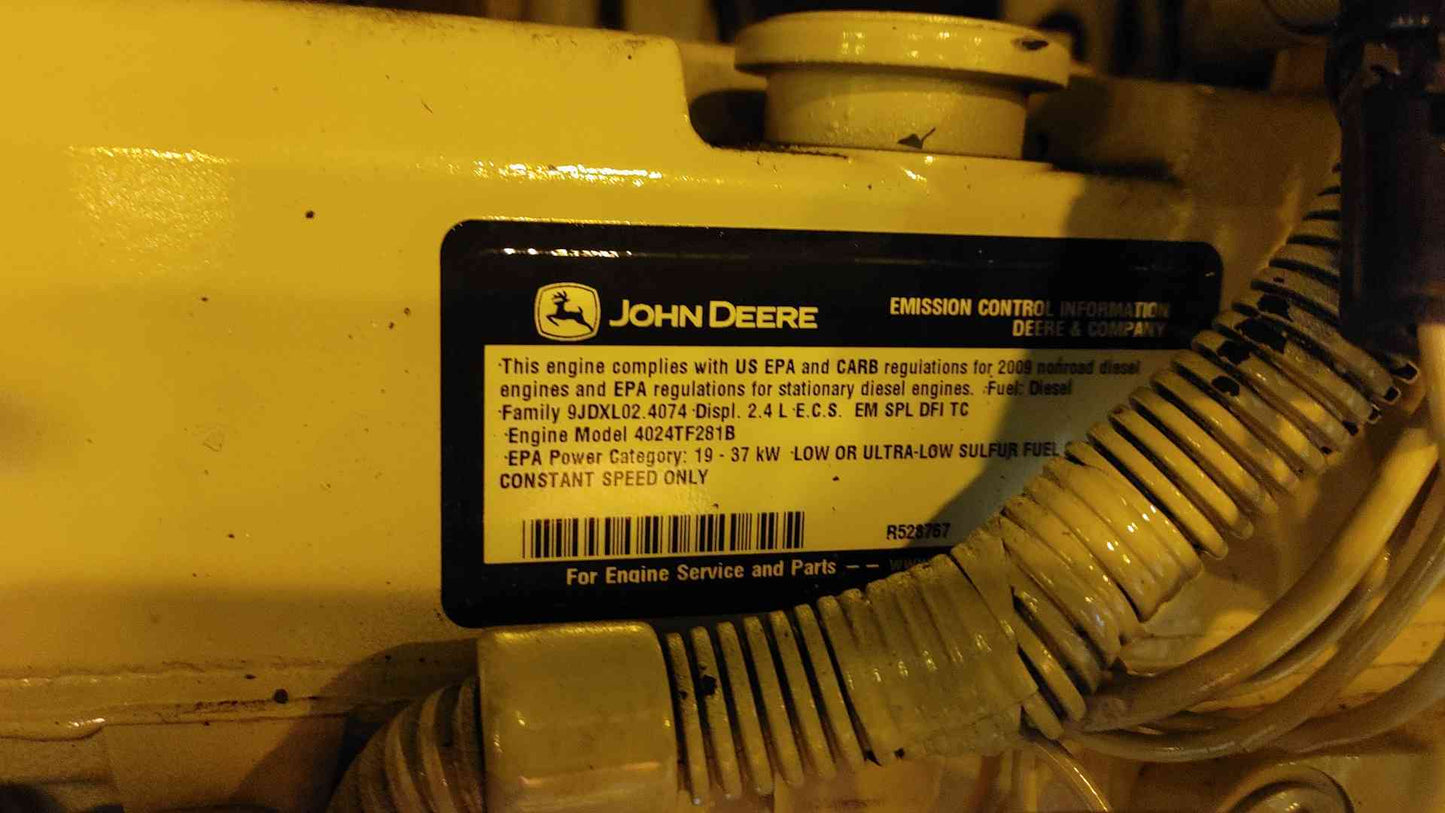 JOHN DEERE
EMISSION CONTROL INFORMATION
DEERE & COMPANY
·This engine complies with US EPA and CARB regulations for 2009 nonroad diesel
engines and EPA regulations for stationary diesel engines. ·Fuel: Diesel
·Family 9JDXL02.4074 ·Displ. 2.4 L ·E.C.S. EM SPL DFI TC
·Engine Model 4024TF281B
·EPA Power Category: 19 - 37 kW ·LOW OR ULTRA-LOW SULFUR FUEL
CONSTANT SPEED ONLY
R528767
For Engine Service and Parts – –